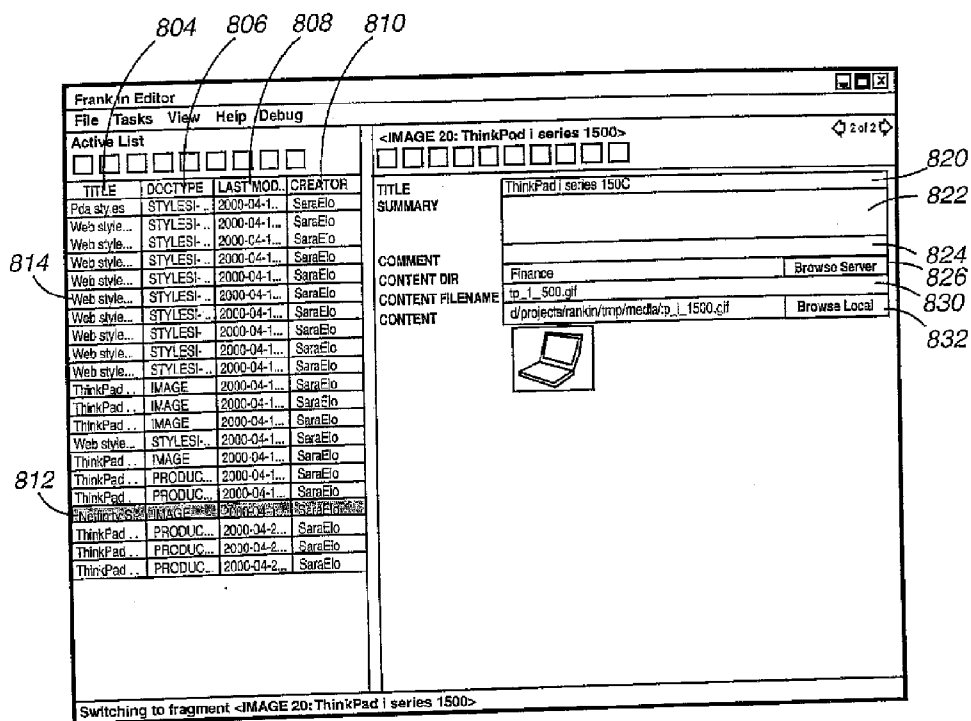 804 806 808 810
Frank in Editor
File Tasks View Help Debug
Active List
TITLE DOCTYPE LAST MOD.. CREATOR
Pda sty.es STYLESI-.. 2000-04-1.. SaraElo
Web style... STYLESI-.. 2000-04-1... SaraElo
Web style... STYLESI-.. 2000-04-1... SaraElo
Web style... STYLESI-.. 2000-04-1... SaraElo
Web style... STYLESI-.. 2000-04-1... SaraElo
814
Web style... STYLESI-.. 2000-04-1... SaraElo
Web style... STYLESI-.. 2000-04-1... SaraElo
Web style... STYLESI- 2000-04-1... SaraElo
Web style... STYLESI-.. 2000-04-1... SaraElo
Web style... STYLESI-.. 2000-04-1... SaraElo
ThinkPad .. IMAGE 2000-04-1... SaraElo
ThinkPad .. IMAGE 2000-04-1... SaraElo
ThinkPad .. IMAGE 2000-04-1... SaraElo
Web style... STYLESI-.. 2000-04-1... SaraElo
ThinkPad .. IMAGE 2000-04-1... SaraElo
ThinkPad .. PRODUC... 2000-04-1... SaraElo
812
ThinkPad . PRODUC... 2000-04-1... SaraElo
IMAGE
ThinkPad .. PRODUC... 2000-04-2... SaraElo
ThinkPad .. PRODUC... 2000-04-2... SaraElo
ThinkPad .. PRODUC... 2000-04-2... SaraElo
<IMAGE 20: ThinkPod i series 1500>
2 of 2
TITLE ThinkPad i series 150C 820
SUMMARY 822
COMMENT 824
CONTENT DIR Finance Browse Server 826
CONTENT FILENAME tp_1_500.gif 830
CONTENT d/projects/rankin/tmp/media/:p_i_1500.gif Browse Local 832
Switching to fragment <IMAGE 20: ThinkPad i series 1500>